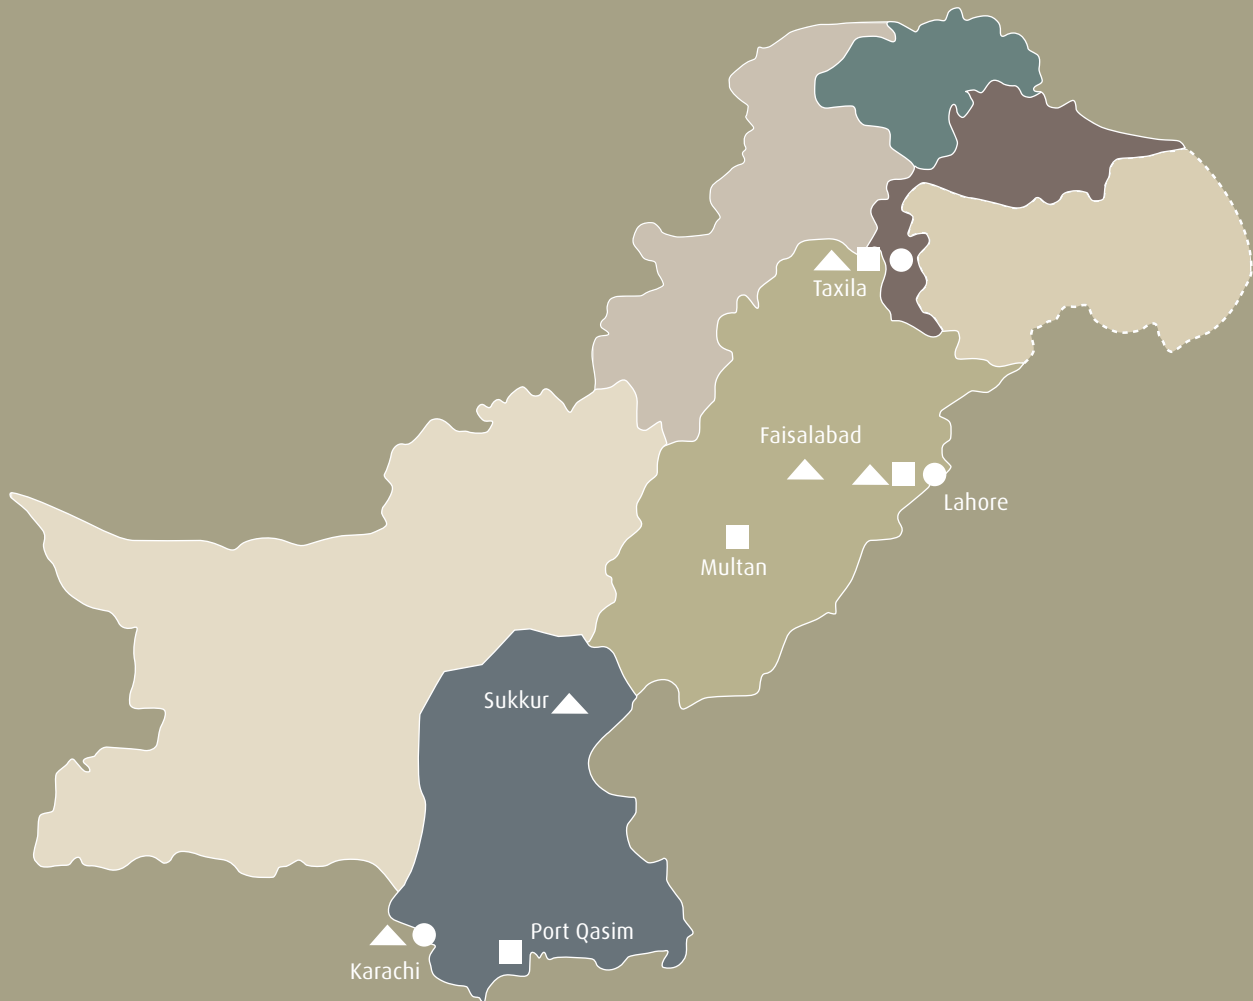 Taxila
Faisalabad
Lahore
Multan
Sukkur
Port Qasim
Karachi